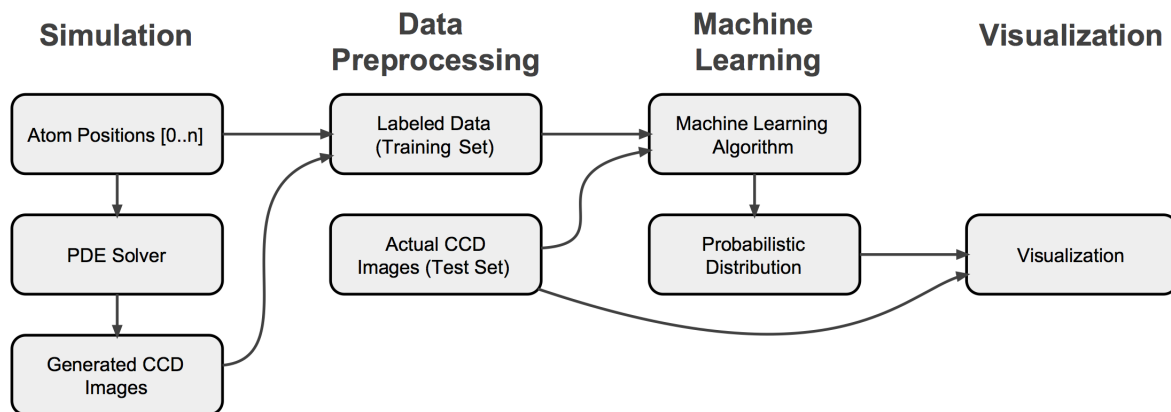 Simulation
Data
Preprocessing
Machine
Learning
Visualization
Atom Positions [0..n]
Labeled Data
(Training Set)
Machine Learning
Algorithm
PDE Solver
Actual CCD
Images (Test Set)
Probabilistic
Distribution
Visualization
Generated CCD
Images